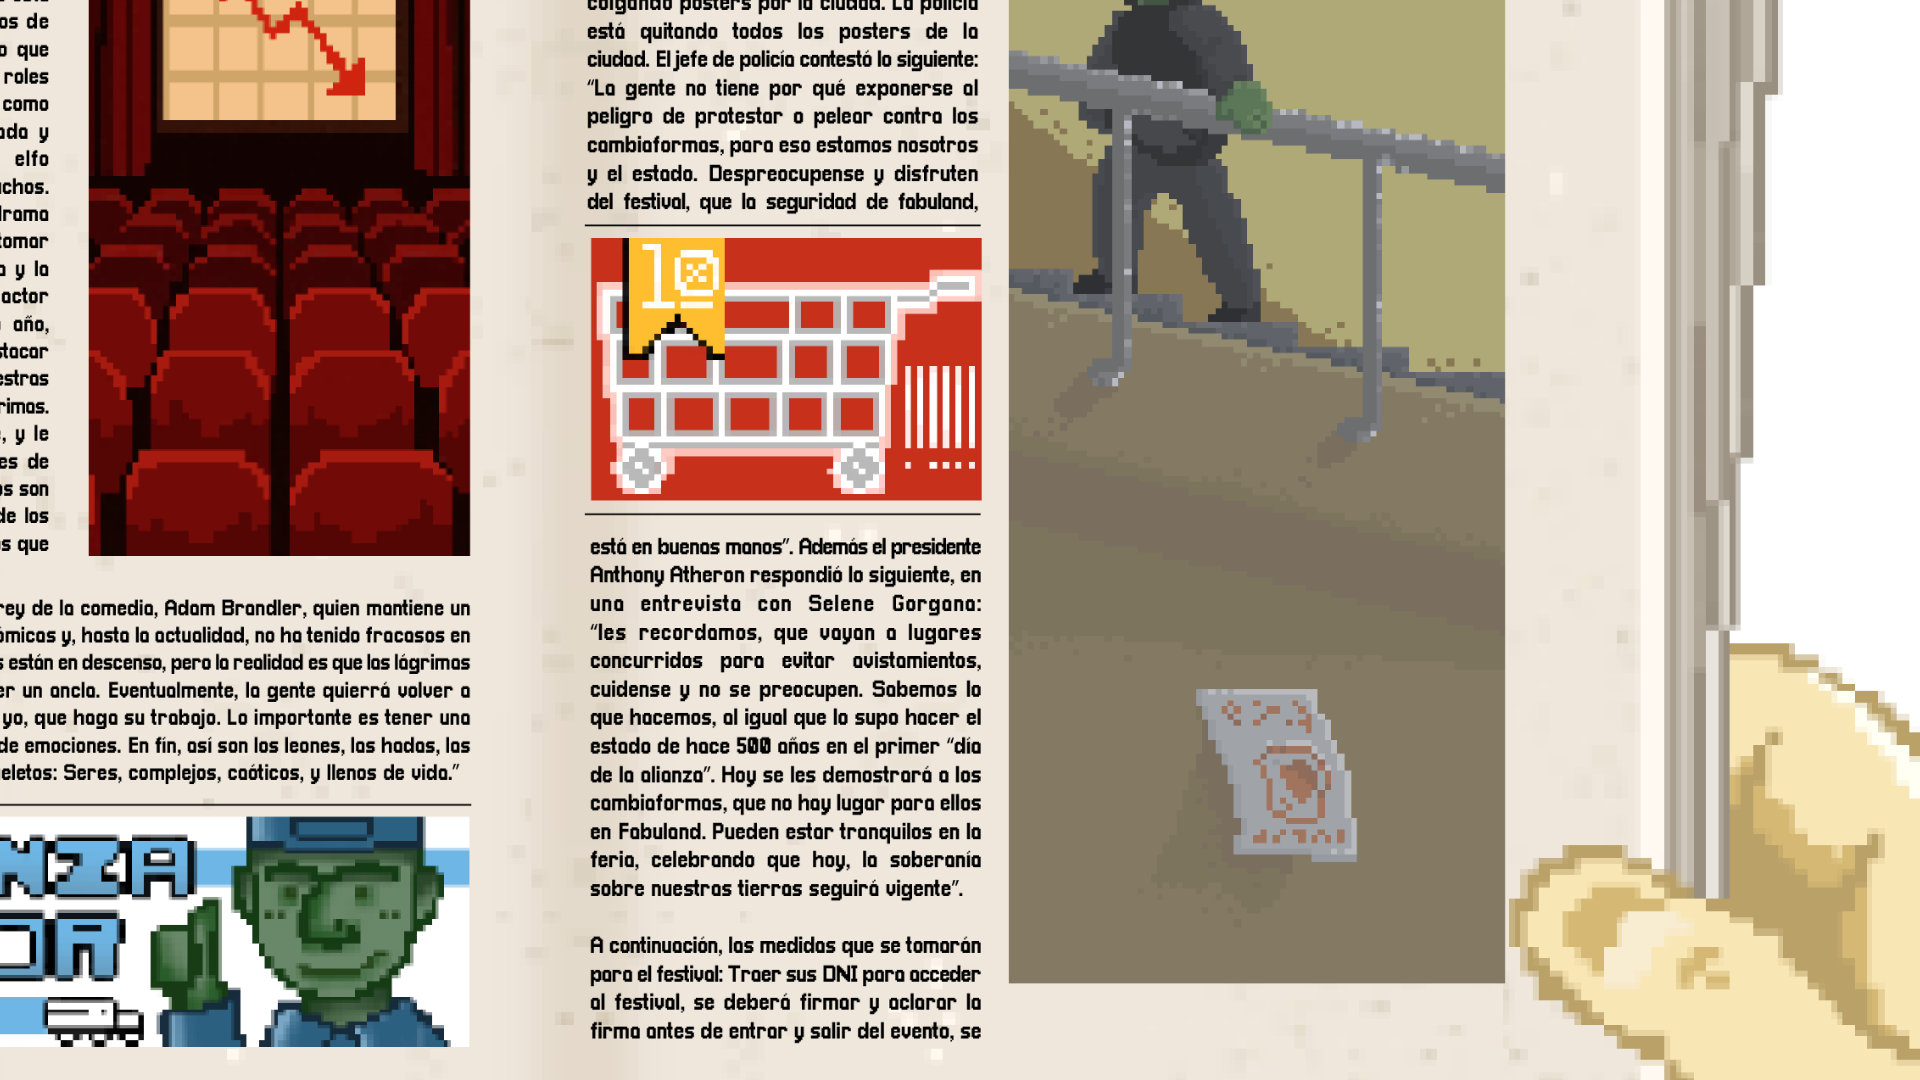 os de
o que
roles
como
ada y
elfo
uchos.
drama
tomar
a y la
actor
año,
stacar
estras
rimas.
, y le
es de
os son
de los
s que
rey de la comedia, Adam Brandler, quien mantiene un
ómicas y, hasta la actualidad, no ha tenido fracasos en
s están en descenso, pero la realidad es que las lágrimas
er un ancla. Eventualmente, la gente quierrá volver a
yo, que haga su trabajo. Lo importante es tener una
de emociones. En fín, así son los leones, las hadas, las
eletos: Seres, complejos, caóticos, y llenos de vida."
NZA
OA
colgando posters por la ciudad. La policía
está quitando todos los posters de la
ciudad. El jefe de policía contestó lo siguiente:
"La gente no tiene por qué exponerse al
peligro de protestar o pelear contra los
cambiaformas, para eso estamos nosotros
y el estado. Despreocupense y disfruten
del festival, que la seguridad de fabuland,
10
está en buenas manos". Además el presidente
Anthony Atheron respondió lo siguiente, en
una entrevista con Selene Gorgana:
"les recordamos, que vayan a lugares
concurridos para evitar avistamientos,
cuidense y no se preocupen. Sabemos lo
que hacemos, al igual que lo supo hacer el
estado de hace 500 años en el primer "día
de la alianza". Hoy se les demostrará a los
cambiaformas, que no hay lugar para ellos
en Fabuland. Pueden estar tranquilos en la
feria, celebrando que hoy, la soberanía
sobre nuestras tierras seguirá vigente".
A continuación, las medidas que se tomarán
para el festival: Traer sus DNI para acceder
al festival, se deberá firmar y aclarar la
firma antes de entrar y salir del evento, se